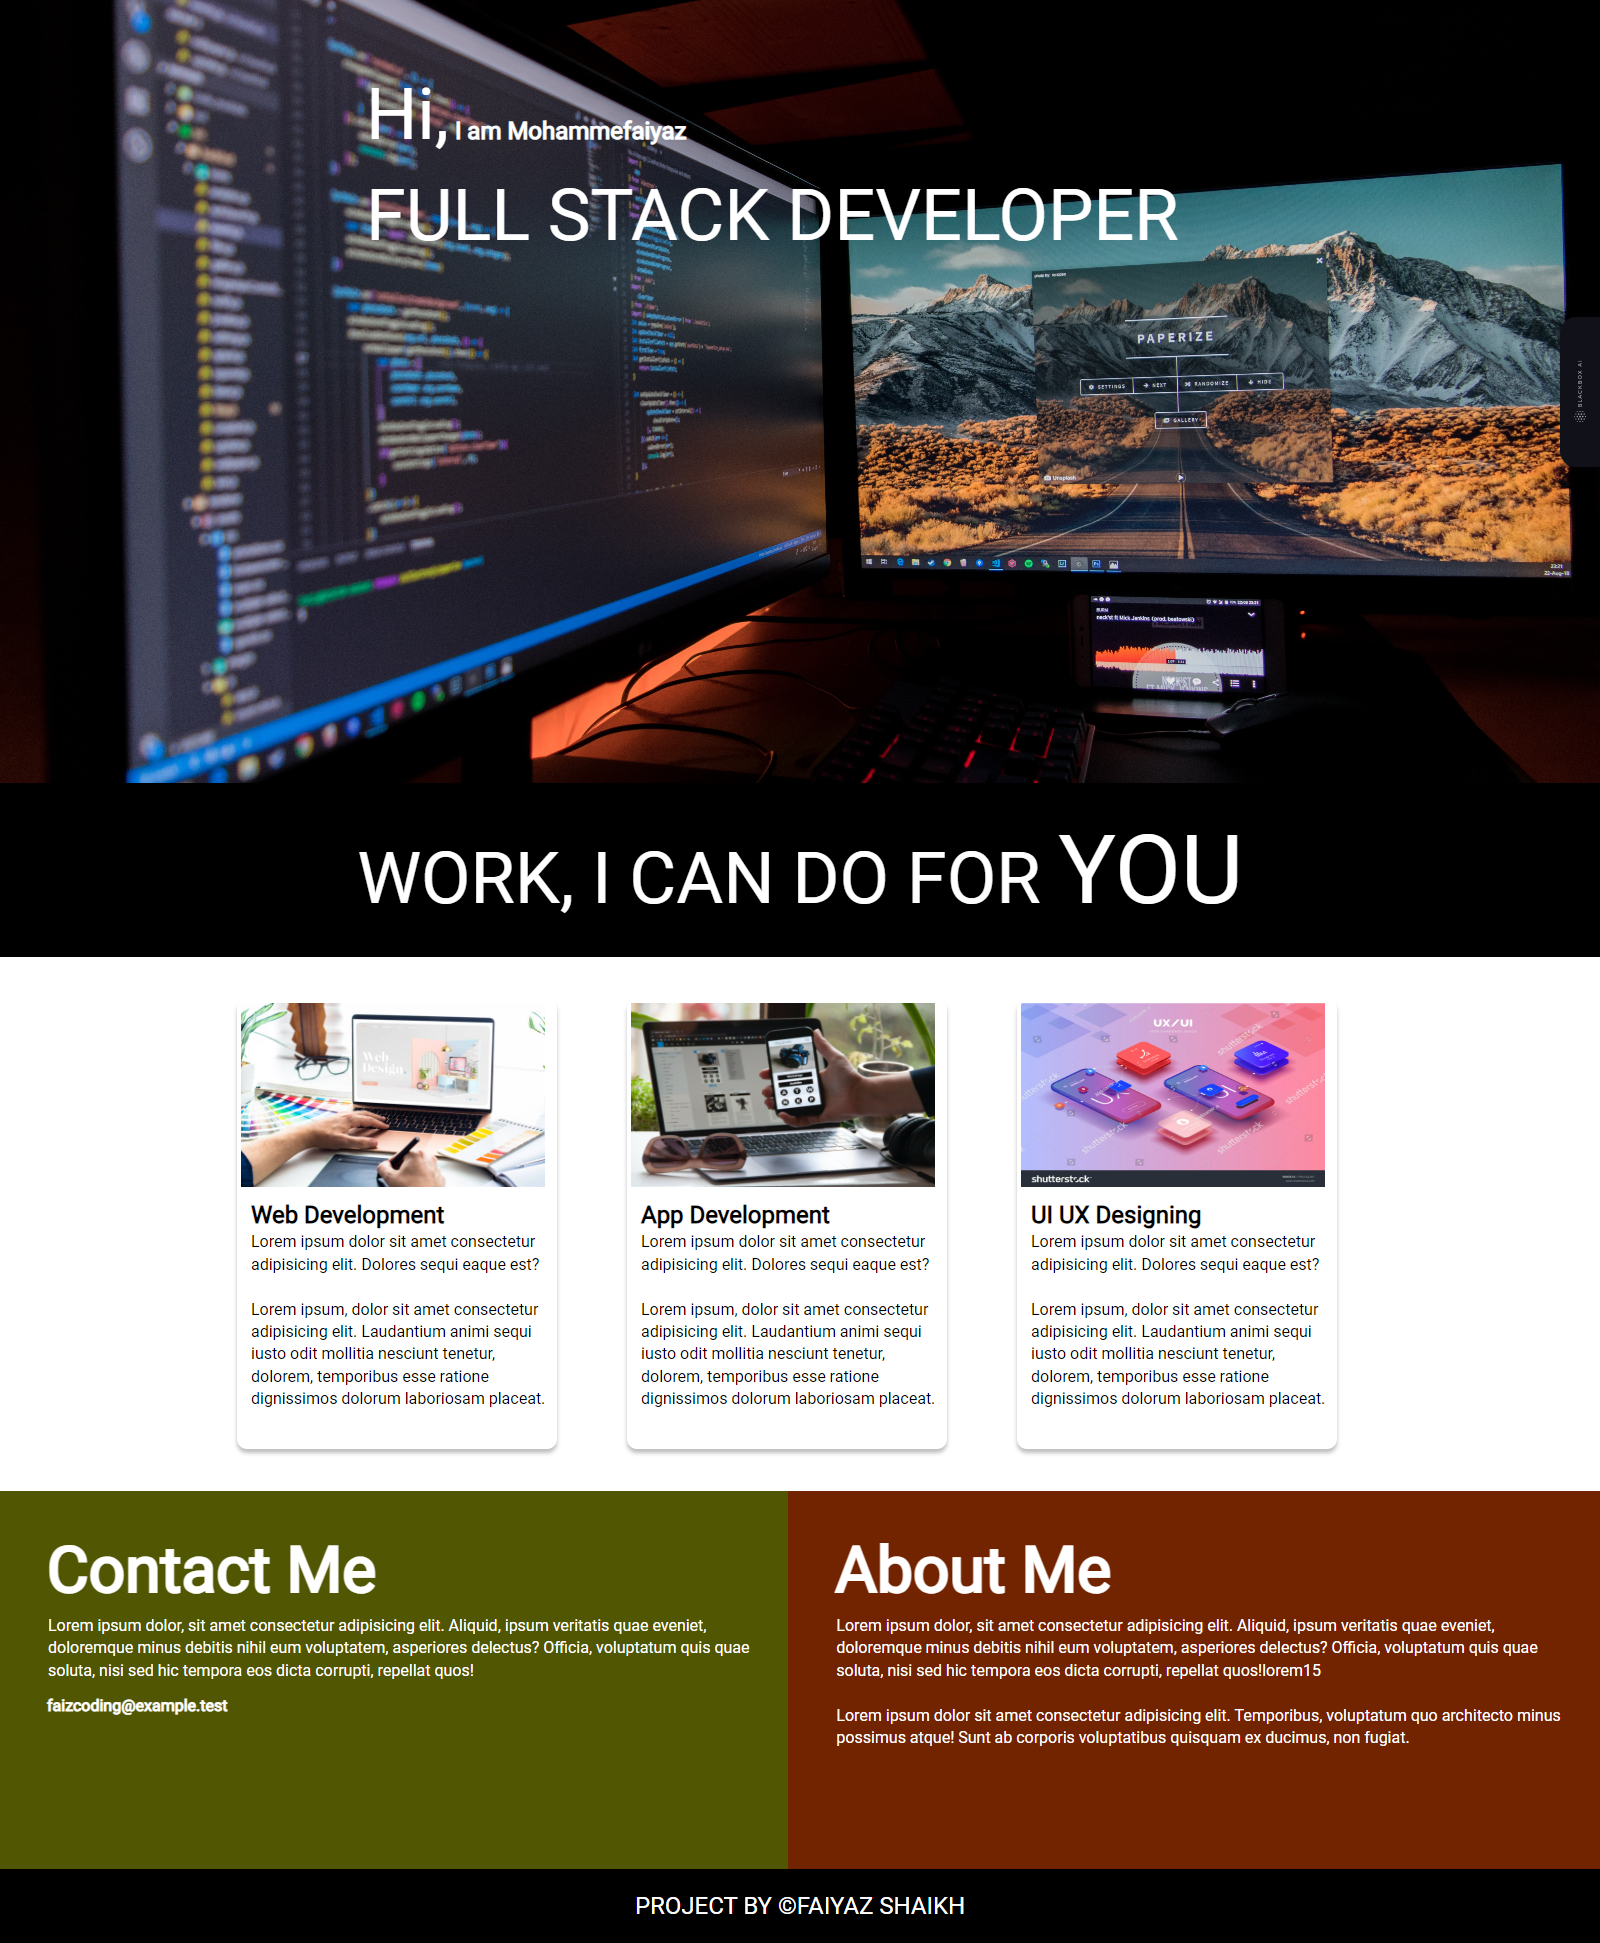 Hi, I am Mohammefaiyaz
FULL STACK DEVELOPER
PAPERIZE
SETTINGS
NEXT
RANDOMIZE
HIDE
GALLERY
Unsplash
23:21
22-Aug-19
BLACKBOX AI
WORK, I CAN DO FOR YOU
Web
Design
UX/UI
shutterstock
Web Development
Lorem ipsum dolor sit amet consectetur
adipisicing elit. Dolores sequi eaque est?
Lorem ipsum, dolor sit amet consectetur
adipisicing elit. Laudantium animi sequi
iusto odit mollitia nesciunt tenetur,
dolorem, temporibus esse ratione
dignissimos dolorum laboriosam placeat.
App Development
Lorem ipsum dolor sit amet consectetur
adipisicing elit. Dolores sequi eaque est?
Lorem ipsum, dolor sit amet consectetur
adipisicing elit. Laudantium animi sequi
iusto odit mollitia nesciunt tenetur,
dolorem, temporibus esse ratione
dignissimos dolorum laboriosam placeat.
UI UX Designing
Lorem ipsum dolor sit amet consectetur
adipisicing elit. Dolores sequi eaque est?
Lorem ipsum, dolor sit amet consectetur
adipisicing elit. Laudantium animi sequi
iusto odit mollitia nesciunt tenetur,
dolorem, temporibus esse ratione
dignissimos dolorum laboriosam placeat.
Contact Me
Lorem ipsum dolor, sit amet consectetur adipisicing elit. Aliquid, ipsum veritatis quae eveniet,
doloremque minus debitis nihil eum voluptatem, asperiores delectus? Officia, voluptatum quis quae
soluta, nisi sed hic tempora eos dicta corrupti, repellat quos!
faizcoding@example.test
About Me
Lorem ipsum dolor, sit amet consectetur adipisicing elit. Aliquid, ipsum veritatis quae eveniet,
doloremque minus debitis nihil eum voluptatem, asperiores delectus? Officia, voluptatum quis quae
soluta, nisi sed hic tempora eos dicta corrupti, repellat quos!lorem15
Lorem ipsum dolor sit amet consectetur adipisicing elit. Temporibus, voluptatum quo architecto minus
possimus atque! Sunt ab corporis voluptatibus quisquam ex ducimus, non fugiat.
PROJECT BY ©FAIYAZ SHAIKH